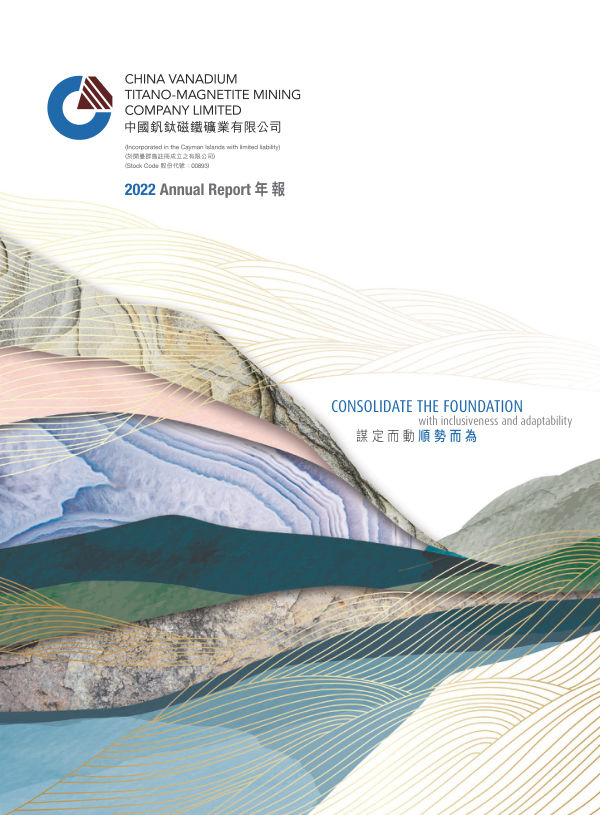 CHINA VANADIUM
TITANO-MAGNETITE MINING
COMPANY LIMITED
中國釩鈦磁鐵礦業有限公司
(Incorporated in the Cayman Islands with limited liability)
(於開曼群島註冊成立之有限公司)
(Stock Code 股份代號：00893)
2022 Annual Report 年報
CONSOLIDATE THE FOUNDATION
with inclusiveness and adaptability
謀定而動順勢而為